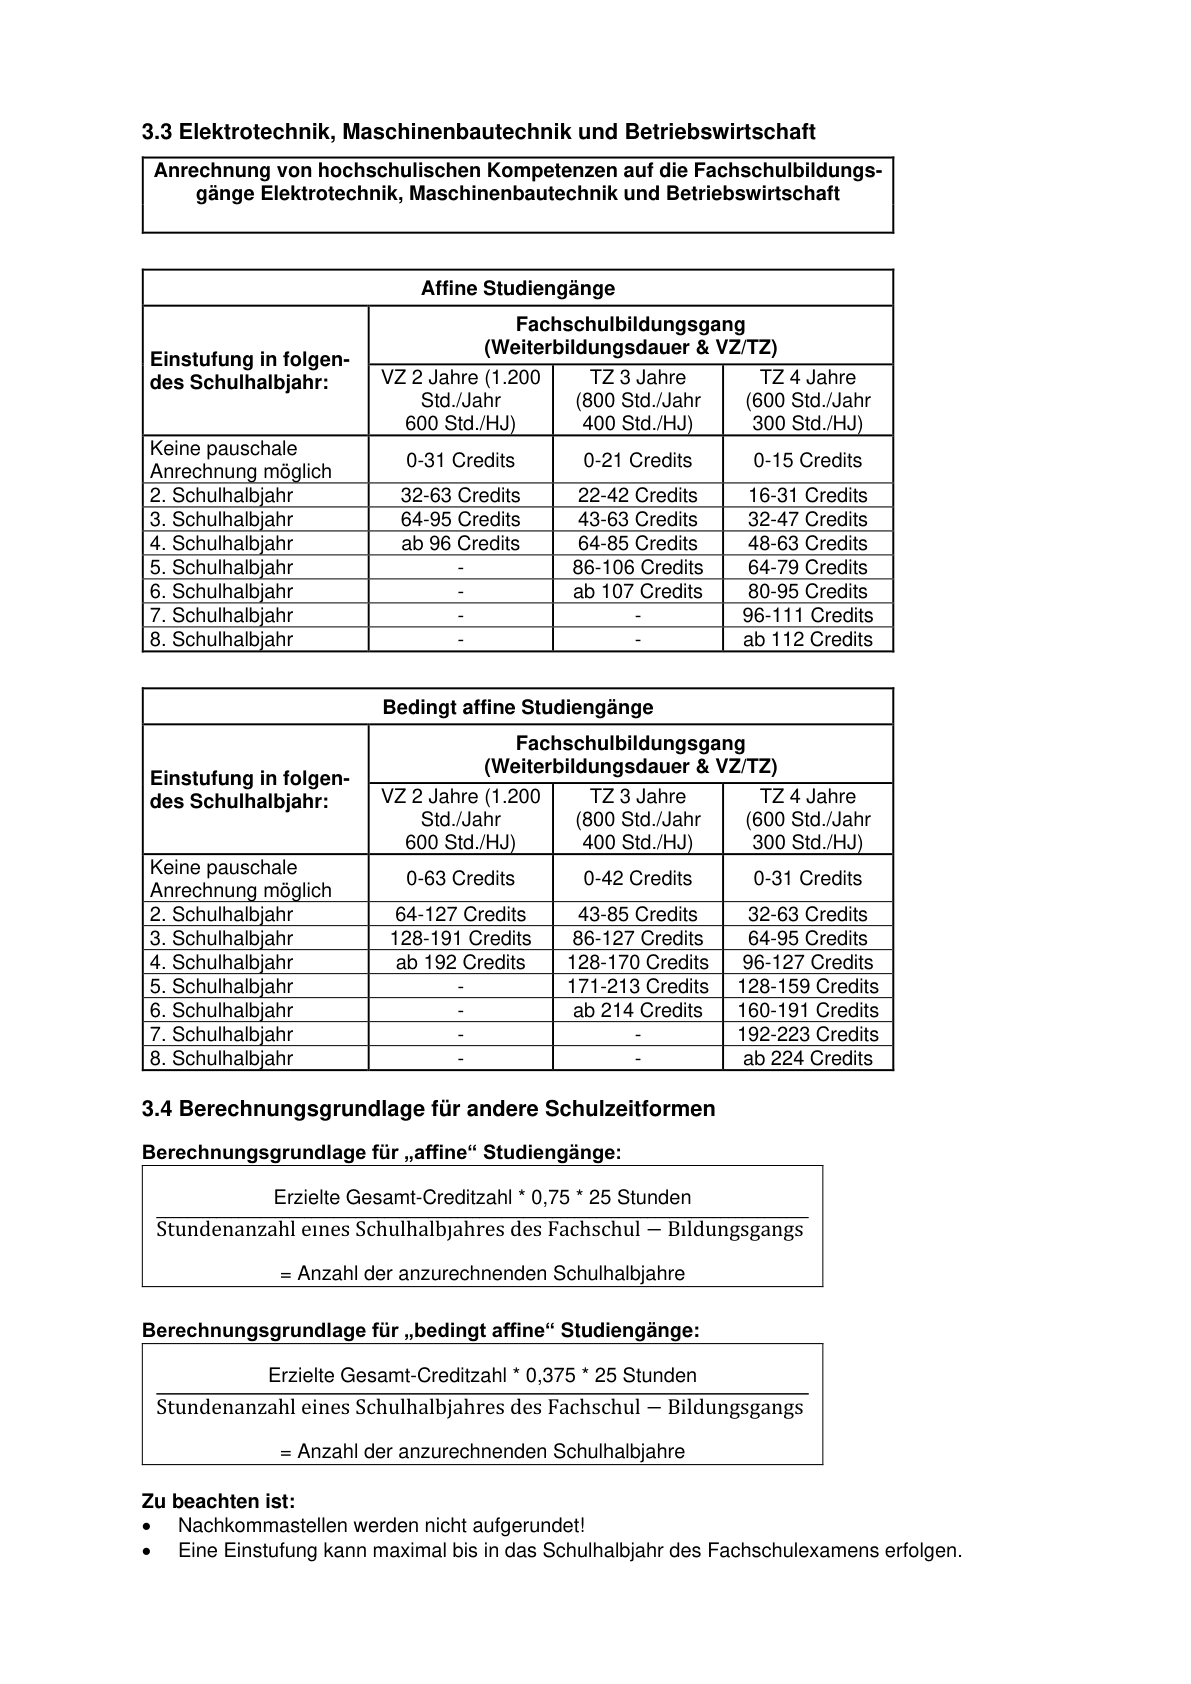 3.3 Elektrotechnik, Maschinenbautechnik und Betriebswirtschaft
Anrechnung von hochschulischen Kompetenzen auf die Fachschulbildungs-
gänge Elektrotechnik, Maschinenbautechnik und Betriebswirtschaft
Affine Studiengänge
Einstufung in folgen-
des Schulhalbjahr:
Fachschulbildungsgang
(Weiterbildungsdauer & VZ/TZ)
VZ 2 Jahre (1.200
Std./Jahr
600 Std./HJ)
TZ 3 Jahre
(800 Std./Jahr
400 Std./HJ)
TZ 4 Jahre
(600 Std./Jahr
300 Std./HJ)
Keine pauschale
Anrechnung möglich
0-31 Credits 0-21 Credits 0-15 Credits
2. Schulhalbjahr 32-63 Credits 22-42 Credits 16-31 Credits
3. Schulhalbjahr 64-95 Credits 43-63 Credits 32-47 Credits
4. Schulhalbjahr ab 96 Credits 64-85 Credits 48-63 Credits
5. Schulhalbjahr - 86-106 Credits 64-79 Credits
6. Schulhalbjahr - ab 107 Credits 80-95 Credits
7. Schulhalbjahr - - 96-111 Credits
8. Schulhalbjahr - - ab 112 Credits
Bedingt affine Studiengänge
Einstufung in folgen-
des Schulhalbjahr:
Fachschulbildungsgang
(Weiterbildungsdauer & VZ/TZ)
VZ 2 Jahre (1.200
Std./Jahr
600 Std./HJ)
TZ 3 Jahre
(800 Std./Jahr
400 Std./HJ)
TZ 4 Jahre
(600 Std./Jahr
300 Std./HJ)
Keine pauschale
Anrechnung möglich
0-63 Credits 0-42 Credits 0-31 Credits
2. Schulhalbjahr 64-127 Credits 43-85 Credits 32-63 Credits
3. Schulhalbjahr 128-191 Credits 86-127 Credits 64-95 Credits
4. Schulhalbjahr ab 192 Credits 128-170 Credits 96-127 Credits
5. Schulhalbjahr - 171-213 Credits 128-159 Credits
6. Schulhalbjahr - ab 214 Credits 160-191 Credits
7. Schulhalbjahr - - 192-223 Credits
8. Schulhalbjahr - - ab 224 Credits
3.4 Berechnungsgrundlage für andere Schulzeitformen
Berechnungsgrundlage für „affine“ Studiengänge:
Erzielte Gesamt-Creditzahl * 0,75 * 25 Stunden
Stundenanzahl eines Schulhalbjahres des Fachschul − Bildungsgangs
= Anzahl der anzurechnenden Schulhalbjahre
Berechnungsgrundlage für „bedingt affine“ Studiengänge:
Erzielte Gesamt-Creditzahl * 0,375 * 25 Stunden
Stundenanzahl eines Schulhalbjahres des Fachschul − Bildungsgangs
= Anzahl der anzurechnenden Schulhalbjahre
Zu beachten ist:
• Nachkommastellen werden nicht aufgerundet!
• Eine Einstufung kann maximal bis in das Schulhalbjahr des Fachschulexamens erfolgen.